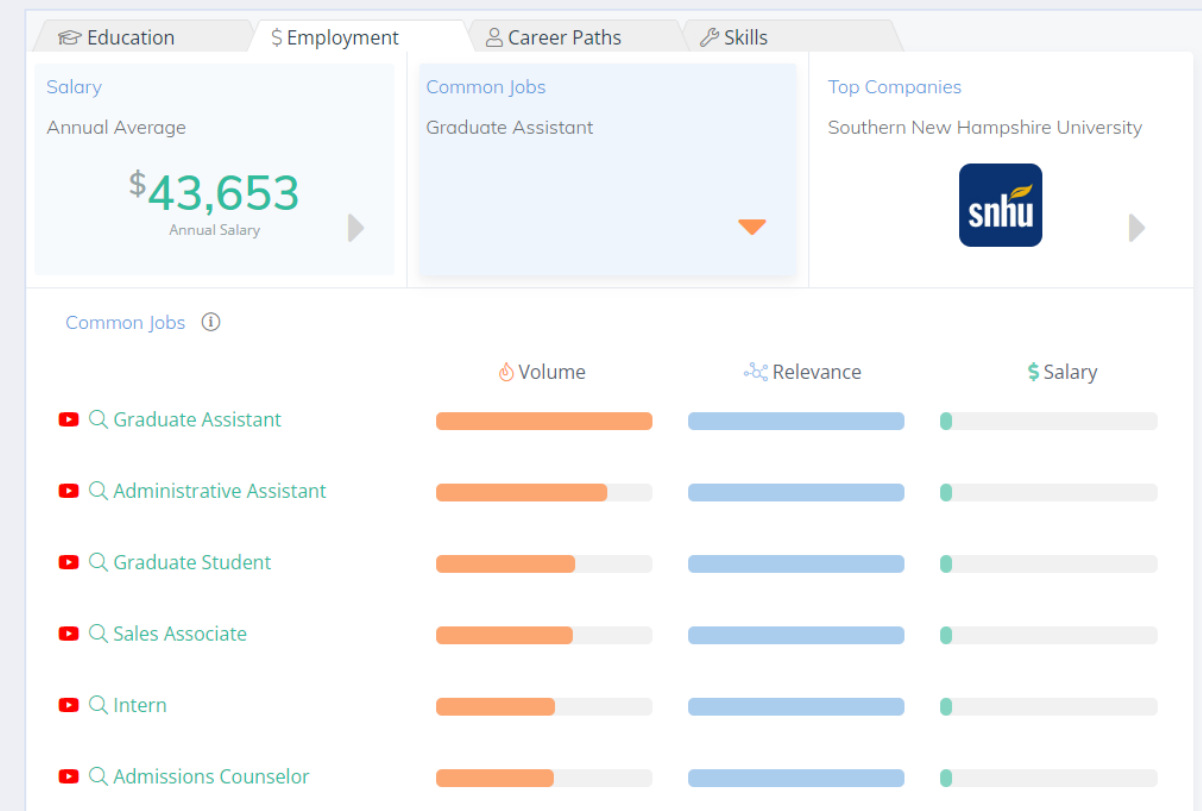 Education
$ Employment
Career Paths
Skills
Salary
Annual Average
$43,653
Annual Salary
Common Jobs
Graduate Assistant
Top Companies
Southern New Hampshire University
snhu
Common Jobs
Volume
Relevance
$ Salary
Graduate Assistant
Administrative Assistant
Graduate Student
Sales Associate
Intern
Admissions Counselor